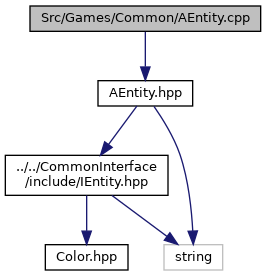 Src/Games/Common/AEntity.cpp
AEntity.hpp
../../CommonInterface
/include/IEntity.hpp
Color.hpp
string